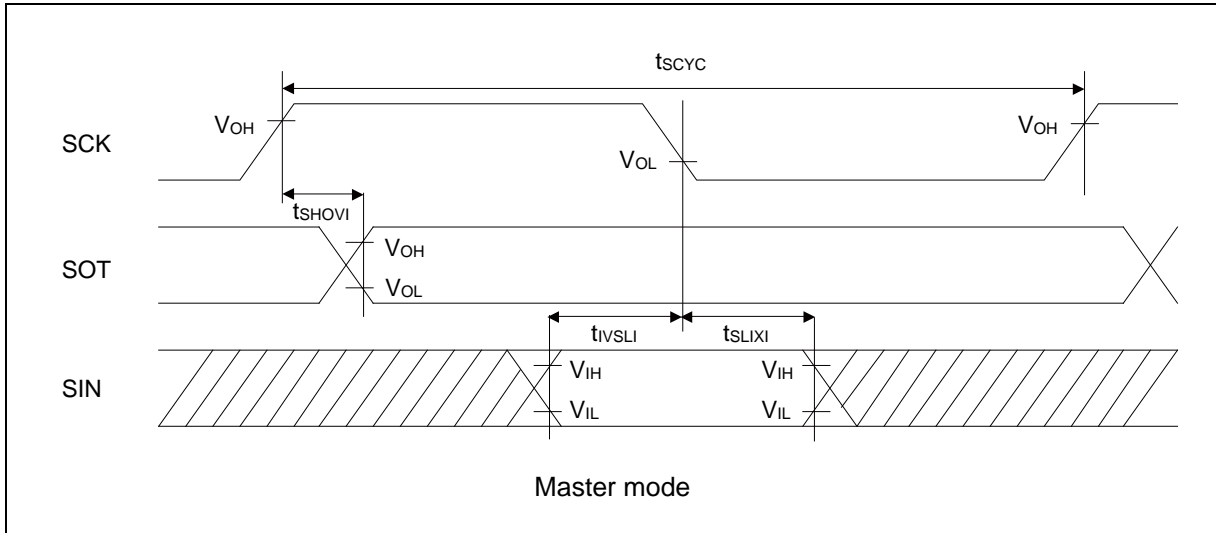 tSCYC
SCK
VOH
VOL
VOH
tSHOVI
SOT
VOH
VOL
tIVSLI
tSLIXI
SIN
VIH
VIL
VIH
VIL
Master mode